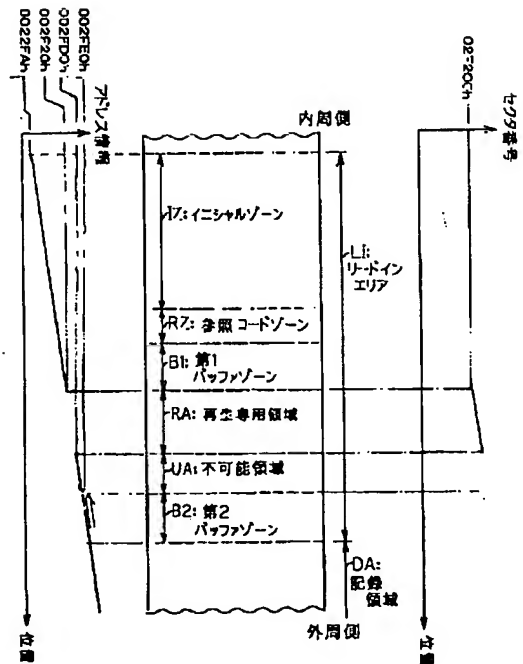 002FE0h
002FD0h
002F20h
0022FAh
アドレス情報
位置
内周側
IZ:イニシャルゾーン
RZ:参照コードゾーン
B1:第1
バッファゾーン
RA:再生専用領域
UA:不可能領域
B2:第2
バッファゾーン
外周側
Li:
リードイン
エリア
DA:
記録
領域
02F200h
セクタ番号
位置